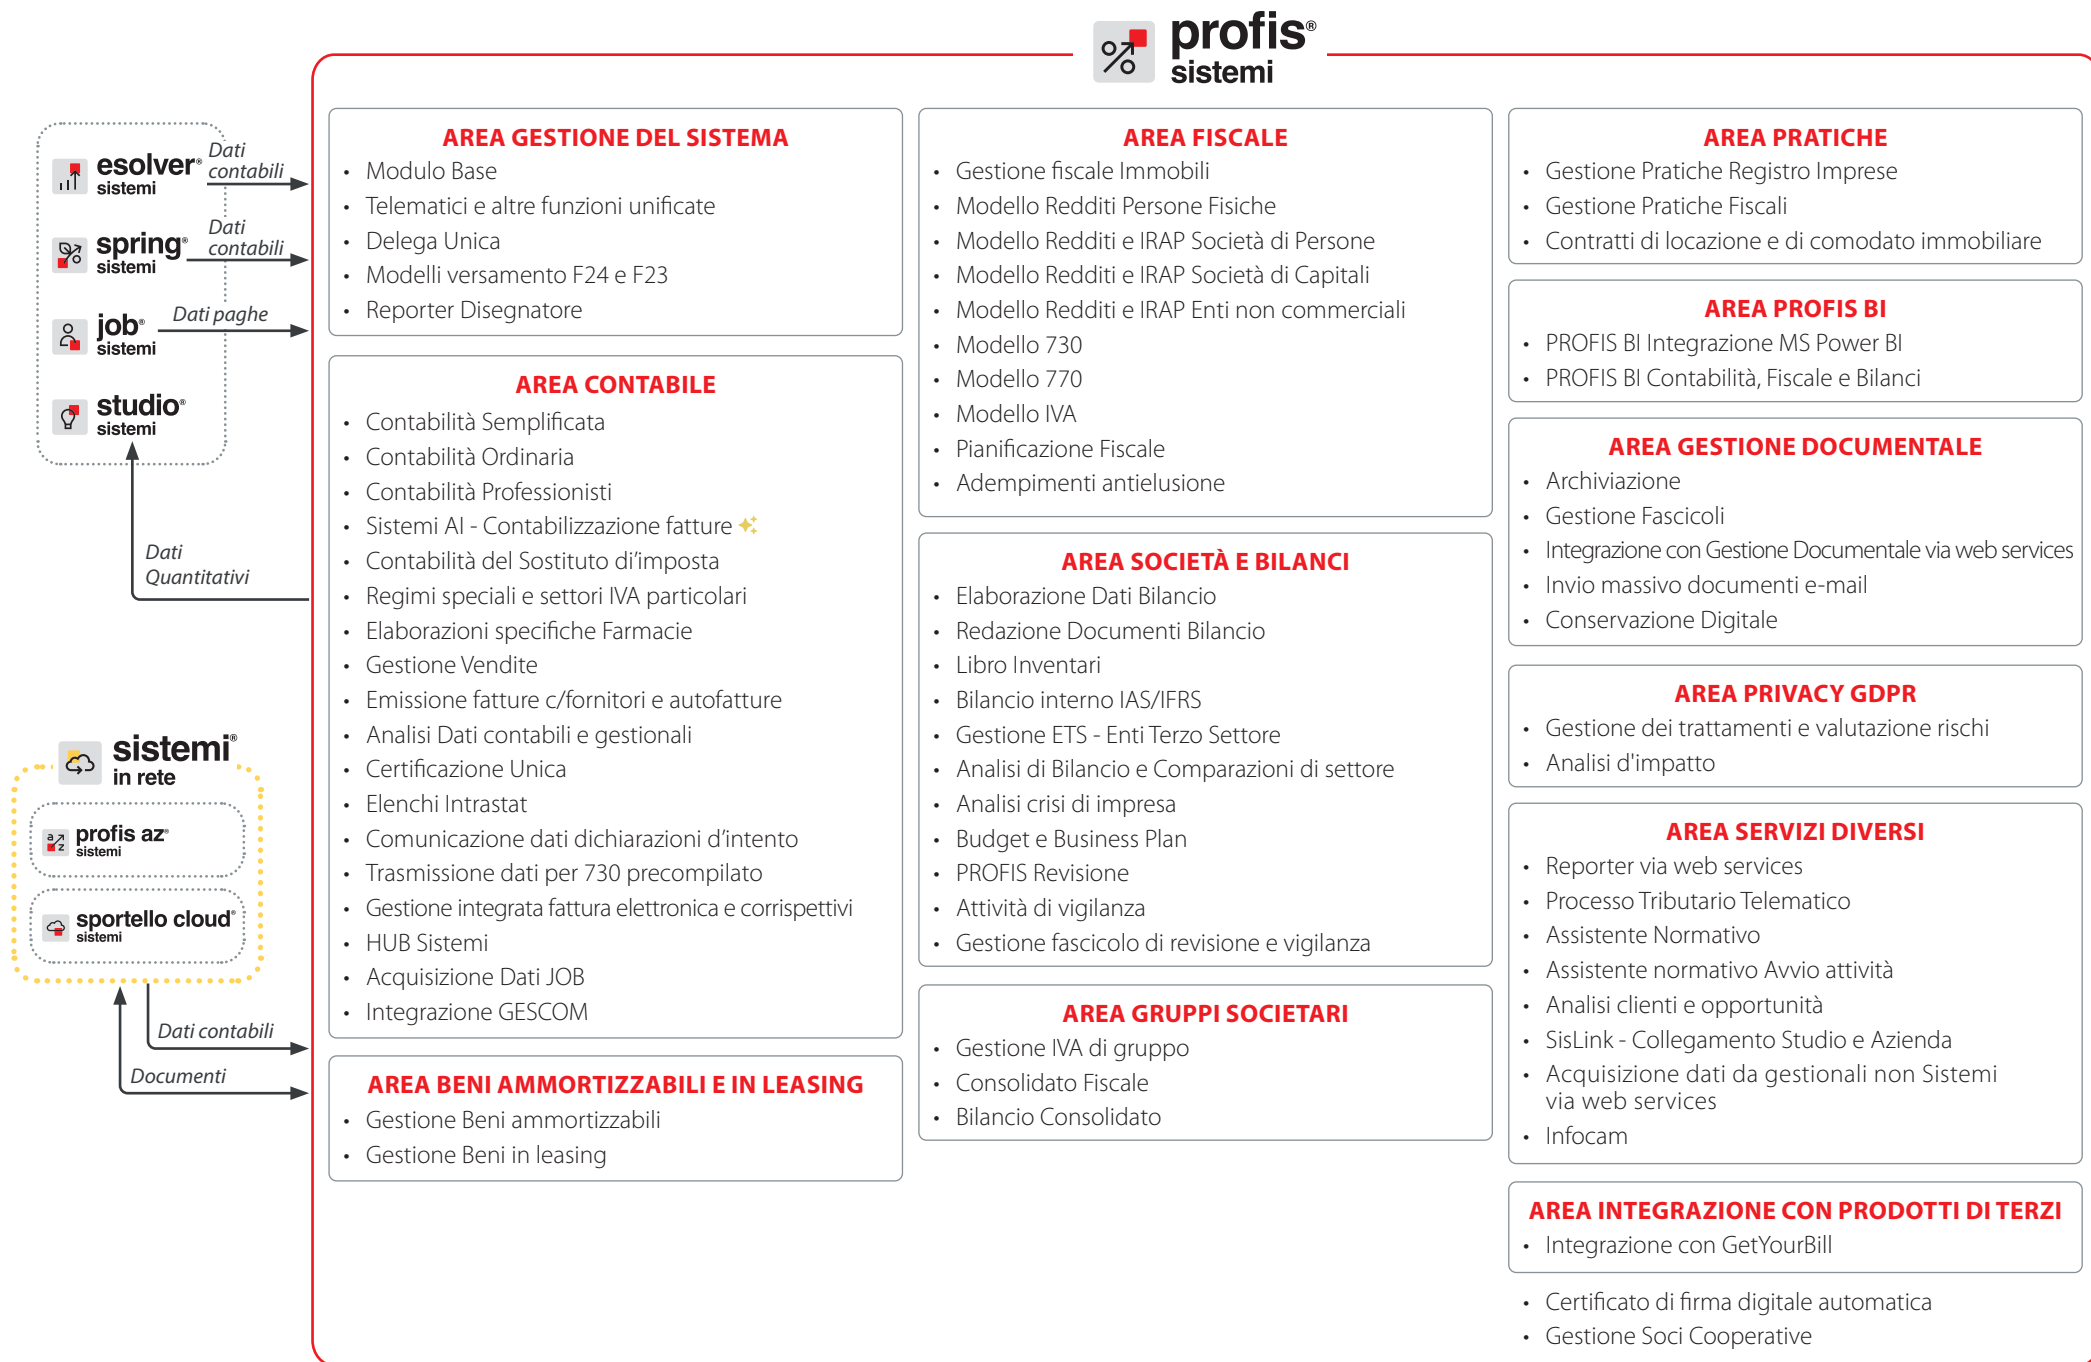 profis®
sistemi
esolver®
sistemi
Dati
contabili
spring®
sistemi
Dati
contabili
job®
sistemi
Dati paghe
studio®
sistemi
Dati
Quantitativi
sistemi®
in rete
profis az®
sistemi
sportello cloud®
sistemi
Dati contabili
Documenti
AREA GESTIONE DEL SISTEMA
• Modulo Base
• Telematici e altre funzioni unificate
• Delega Unica
• Modelli versamento F24 e F23
• Reporter Disegnatore
AREA CONTABILE
• Contabilità Semplificata
• Contabilità Ordinaria
• Contabilità Professionisti
• Sistemi AI - Contabilizzazione fatture
• Contabilità del Sostituto di’imposta
• Regimi speciali e settori IVA particolari
• Elaborazioni specifiche Farmacie
• Gestione Vendite
• Emissione fatture c/fornitori e autofatture
• Analisi Dati contabili e gestionali
• Certificazione Unica
• Elenchi Intrastat
• Comunicazione dati dichiarazioni d’intento
• Trasmissione dati per 730 precompilato
• Gestione integrata fattura elettronica e corrispettivi
• HUB Sistemi
• Acquisizione Dati JOB
• Integrazione GESCOM
AREA BENI AMMORTIZZABILI E IN LEASING
• Gestione Beni ammortizzabili
• Gestione Beni in leasing
AREA FISCALE
• Gestione fiscale Immobili
• Modello Redditi Persone Fisiche
• Modello Redditi e IRAP Società di Persone
• Modello Redditi e IRAP Società di Capitali
• Modello Redditi e IRAP Enti non commerciali
• Modello 730
• Modello 770
• Modello IVA
• Pianificazione Fiscale
• Adempimenti antielusione
AREA SOCIETÀ E BILANCI
• Elaborazione Dati Bilancio
• Redazione Documenti Bilancio
• Libro Inventari
• Bilancio interno IAS/IFRS
• Gestione ETS - Enti Terzo Settore
• Analisi di Bilancio e Comparazioni di settore
• Analisi crisi di impresa
• Budget e Business Plan
• PROFIS Revisione
• Attività di vigilanza
• Gestione fascicolo di revisione e vigilanza
AREA GRUPPI SOCIETARI
• Gestione IVA di gruppo
• Consolidato Fiscale
• Bilancio Consolidato
AREA PRATICHE
• Gestione Pratiche Registro Imprese
• Gestione Pratiche Fiscali
• Contratti di locazione e di comodato immobiliare
AREA PROFIS BI
• PROFIS BI Integrazione MS Power BI
• PROFIS BI Contabilità, Fiscale e Bilanci
AREA GESTIONE DOCUMENTALE
• Archiviazione
• Gestione Fascicoli
• Integrazione con Gestione Documentale via web services
• Invio massivo documenti e-mail
• Conservazione Digitale
AREA PRIVACY GDPR
• Gestione dei trattamenti e valutazione rischi
• Analisi d'impatto
AREA SERVIZI DIVERSI
• Reporter via web services
• Processo Tributario Telematico
• Assistente Normativo
• Assistente normativo Avvio attività
• Analisi clienti e opportunità
• SisLink - Collegamento Studio e Azienda
• Acquisizione dati da gestionali non Sistemi
via web services
• Infocam
AREA INTEGRAZIONE CON PRODOTTI DI TERZI
• Integrazione con GetYourBill
• Certificato di firma digitale automatica
• Gestione Soci Cooperative